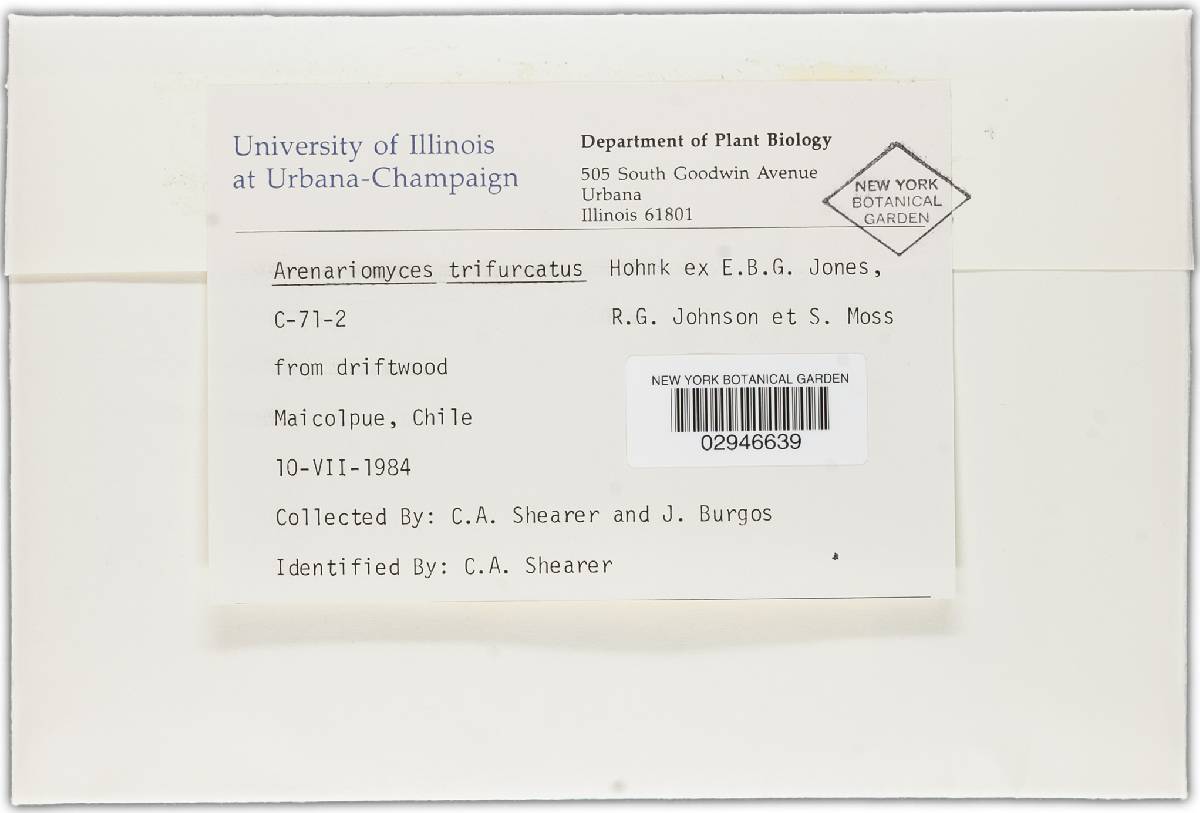 University of Illinois
at Urbana-Champaign
Department of Plant Biology
505 South Goodwin Avenue
Urbana
Illinois 61801
NEW YORK
BOTANICAL
GARDEN
Arenariomyces trifurcatus Hohnk ex E.B.G. Jones,
C-71-2 R.G. Johnson et S. Moss
from driftwood
NEW YORK BOTANICAL GARDEN
02946639
Maicolpue, Chile
10-VII-1984
Collected By: C.A. Shearer and J. Burgos
Identified By: C.A. Shearer